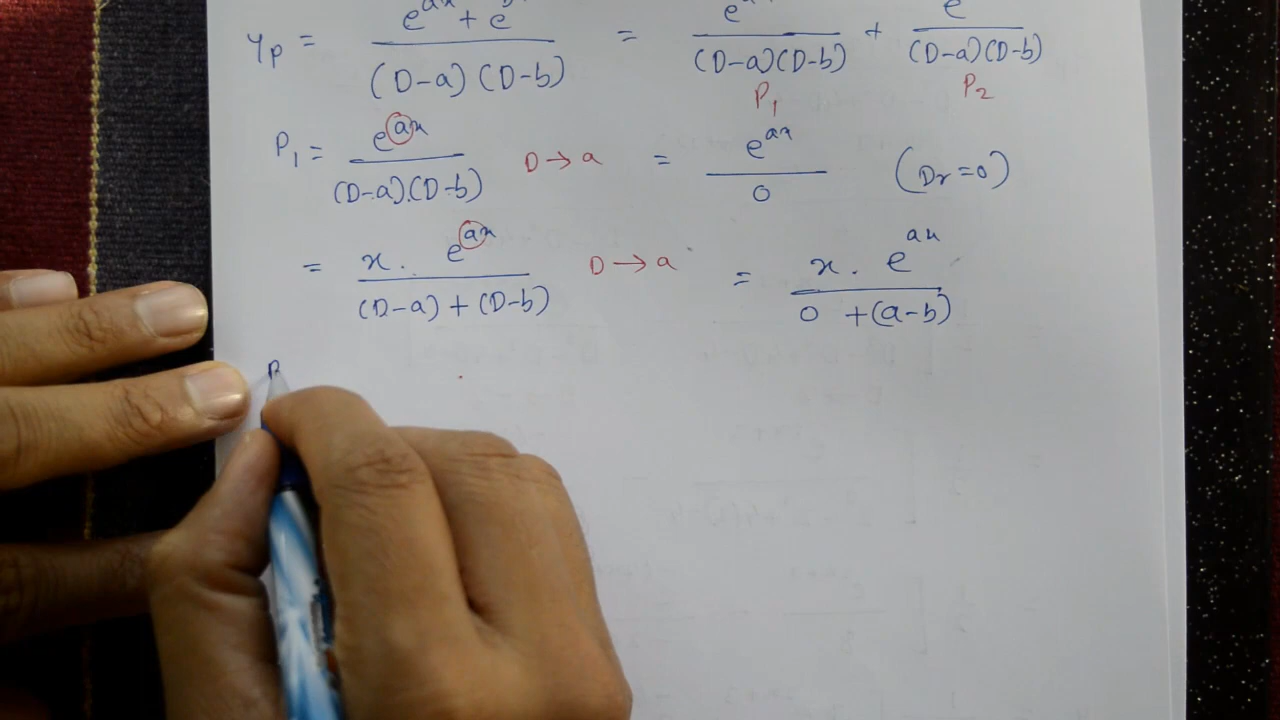 yp = e^ax + e / (D-a)(D-b) = e / (D-a)(D-b) + e / (D-a)(D-b)
P1 P2
P1 = e^ax / (D-a).(D-b) D→a = e^ax / 0 (Dr=0)
= x. e^ax / (D-a)+(D-b) D→a = x. e^ax / 0 +(a-b)